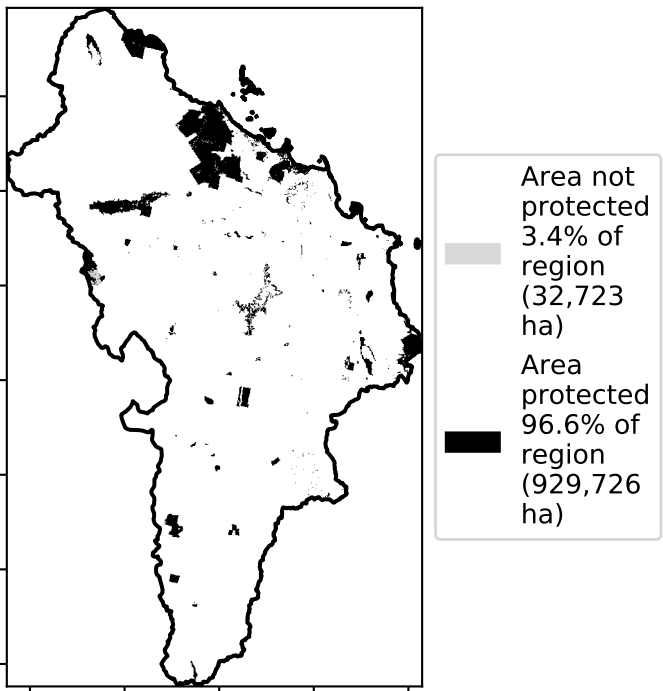 Area not
protected
3.4% of
region
(32,723
ha)
Area
protected
96.6% of
region
(929,726
ha)